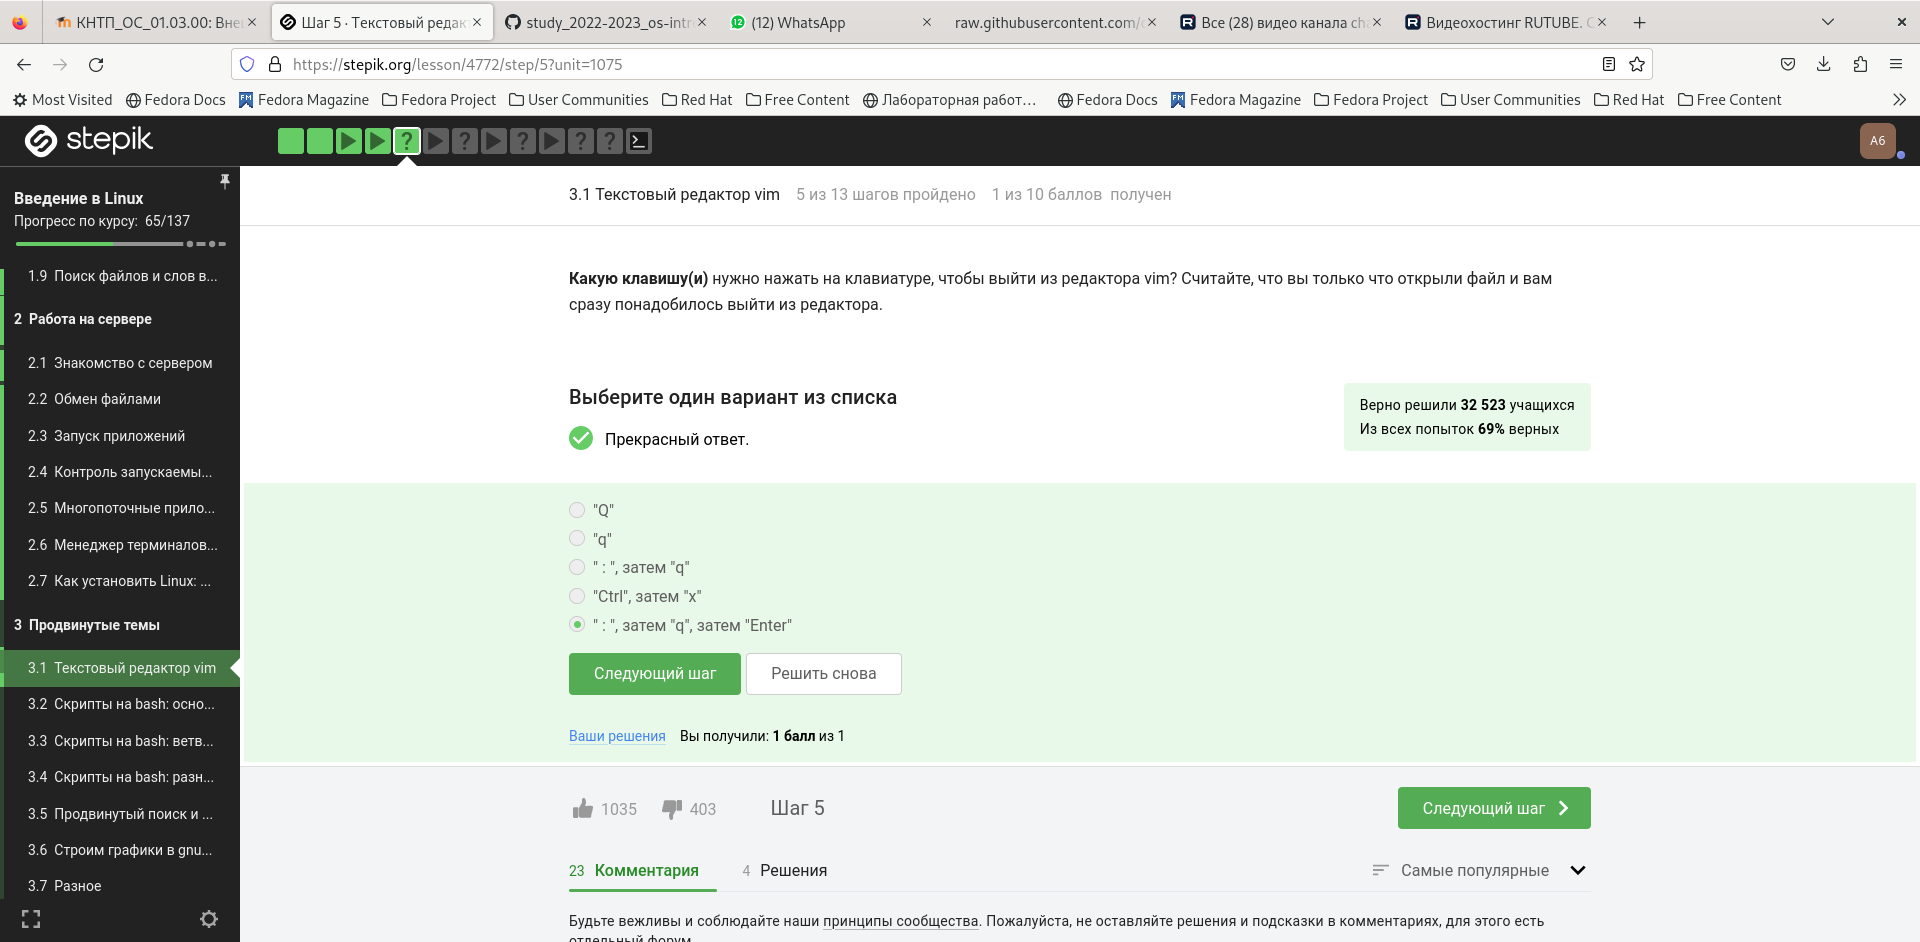 КНТП_ОС_01.03.00: Вне
Шаг 5 · Текстовый редак
study_2022-2023_os-intr
(12) WhatsApp
raw.githubusercontent.com/
Все (28) видео канала
Видеохостинг RUTUBE.
https://stepik.org/lesson/4772/step/5?unit=1075
Most Visited
Fedora Docs
Fedora Magazine
Fedora Project
User Communities
Red Hat
Free Content
Лабораторная работ…
Fedora Docs
Fedora Magazine
Fedora Project
User Communities
Red Hat
Free Content
stepik
А6
Введение в Linux
Прогресс по курсу: 65/137
1.9 Поиск файлов и слов в...
2 Работа на сервере
2.1 Знакомство с сервером
2.2 Обмен файлами
2.3 Запуск приложений
2.4 Контроль запускаемы...
2.5 Многопоточные прило...
2.6 Менеджер терминалов...
2.7 Как установить Linux: ...
3 Продвинутые темы
3.1 Текстовый редактор vim
3.2 Скрипты на bash: осно...
3.3 Скрипты на bash: ветв...
3.4 Скрипты на bash: разн...
3.5 Продвинутый поиск и ...
3.6 Строим графики в gnu...
3.7 Разное
3.1 Текстовый редактор vim 5 из 13 шагов пройдено 1 из 10 баллов получен
Какую клавишу(и) нужно нажать на клавиатуре, чтобы выйти из редактора vim? Считайте, что вы только что открыли файл и вам
сразу понадобилось выйти из редактора.
Выберите один вариант из списка
Прекрасный ответ.
Верно решили 32 523 учащихся
Из всех попыток 69% верных
"Q"
"q"
" : ", затем "q"
"Ctrl", затем "x"
" : ", затем "q", затем "Enter"
Следующий шаг
Решить снова
Ваши решения Вы получили: 1 балл из 1
1035
403
Шаг 5
Следующий шаг
23 Комментария
4 Решения
Самые популярные
Будьте вежливы и соблюдайте наши принципы сообщества. Пожалуйста, не оставляйте решения и подсказки в комментариях, для этого есть
отдельный форум.